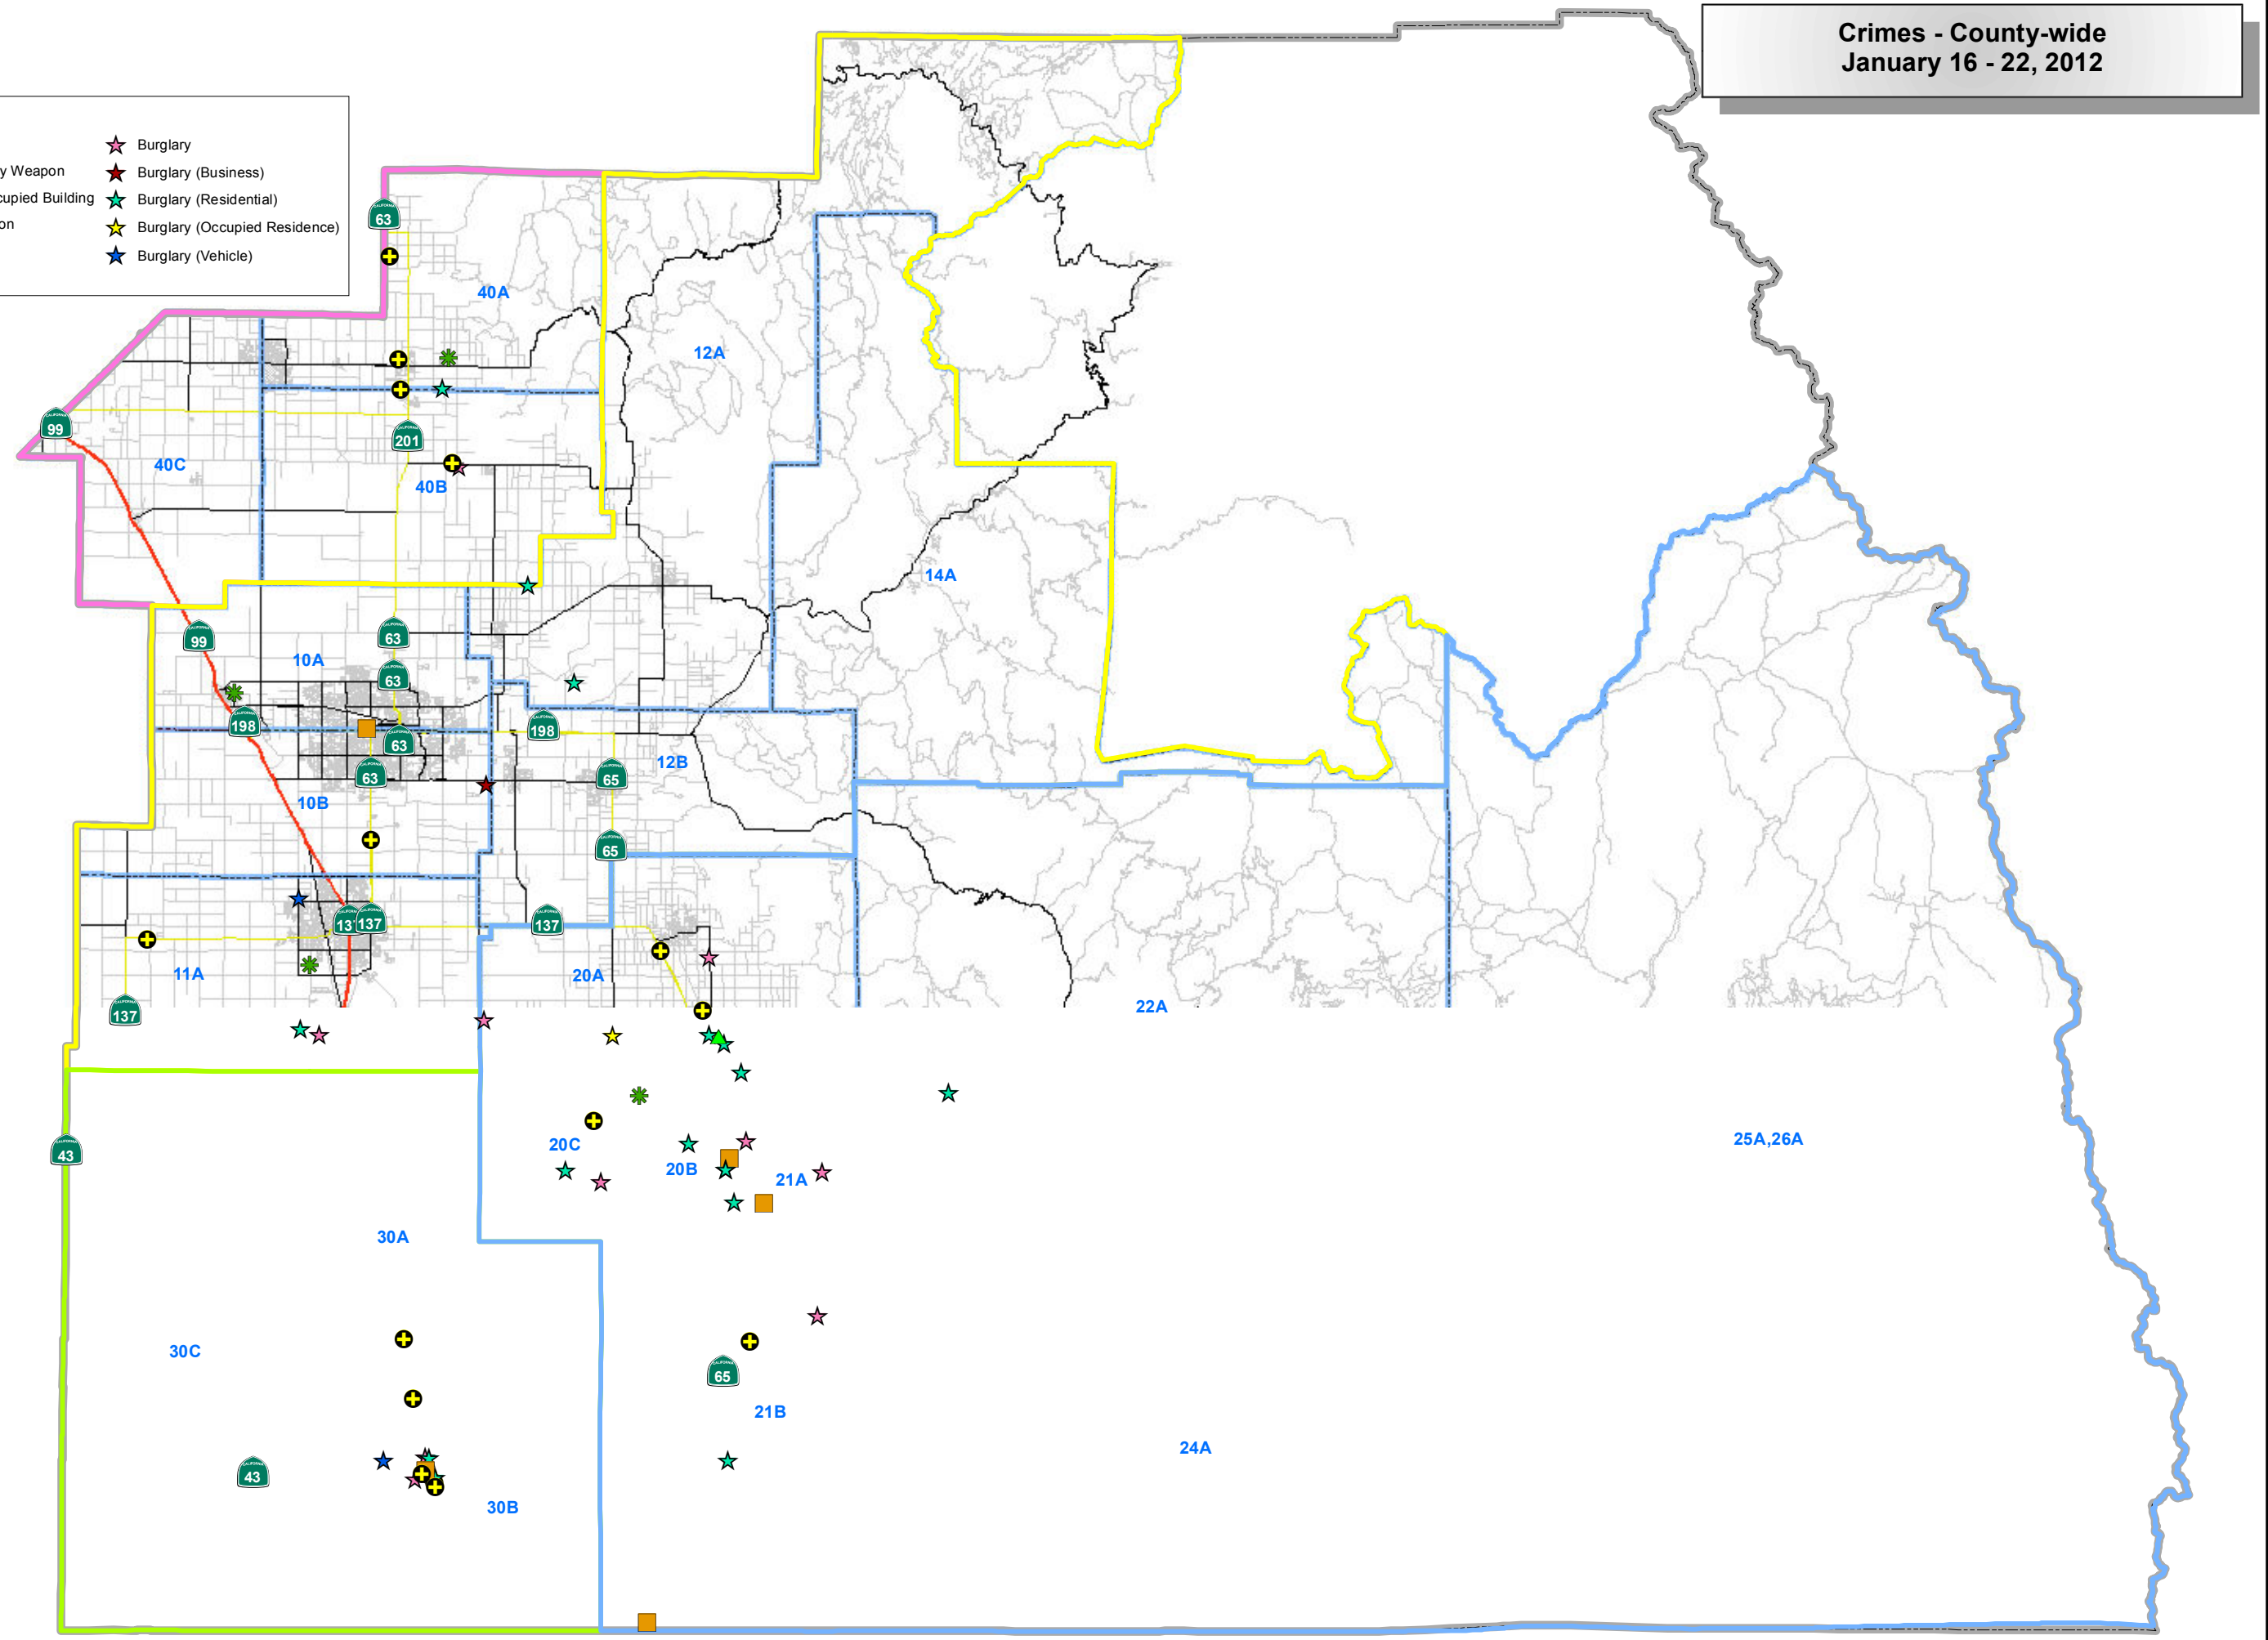 Crimes - County-wide
January 16 - 22, 2012
Burglary
y Weapon
Burglary (Business)
cupied Building
Burglary (Residential)
on
Burglary (Occupied Residence)
Burglary (Vehicle)
63
40A
12A
99
201
40C
40B
14A
99
63
10A
63
198
63
198
12B
63
65
10B
65
13
137
137
11A
20A
137
22A
43
20C
20B
21A
25A,26A
30A
30C
65
21B
24A
43
30B